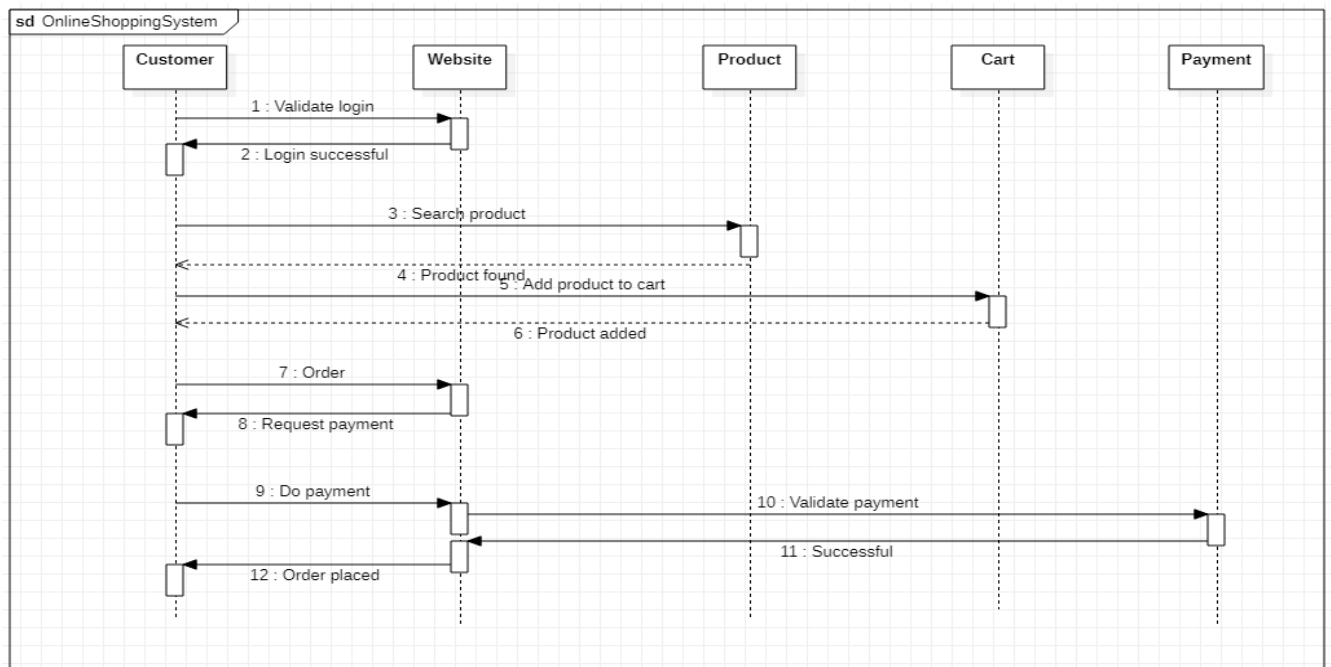 sd OnlineShoppingSystem
Customer
Website
Product
Cart
Payment
1 : Validate login
2 : Login successful
3 : Search product
4 : Product found
5 : Add product to cart
6 : Product added
7 : Order
8 : Request payment
9 : Do payment
10 : Validate payment
11 : Successful
12 : Order placed